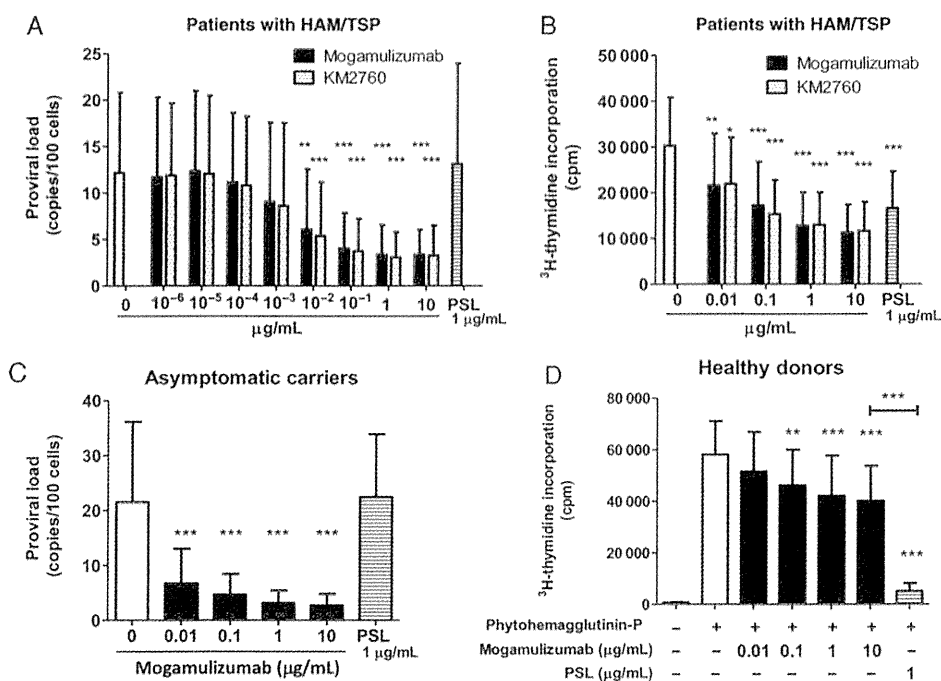 A
Patients with HAM/TSP
Mogamulizumab
KM2760
Proviral load
(copies/100 cells)
25
20
15
10
5
0
** *** *** *** ***
*** *** *** ***
0 10⁻⁶ 10⁻⁵ 10⁻⁴ 10⁻³ 10⁻² 10⁻¹ 1 10 PSL
1 µg/mL
µg/mL
B
Patients with HAM/TSP
Mogamulizumab
KM2760
³H-thymidine incorporation
(cpm)
50 000
40 000
30 000
20 000
10 000
0
** * *** *** *** *** *** *** ***
0 0.01 0.1 1 10 PSL
1 µg/mL
µg/mL
C
Asymptomatic carriers
Proviral load
(copies/100 cells)
40
30
20
10
0
*** *** *** ***
0 0.01 0.1 1 10 PSL
1 µg/mL
Mogamulizumab (µg/mL)
D
Healthy donors
³H-thymidine incorporation
(cpm)
80 000
60 000
40 000
20 000
0
***
** *** ***
***
Phytohemagglutinin-P – + + + + + +
Mogamulizumab (µg/mL) – – 0.01 0.1 1 10 –
PSL (µg/mL) – – – – – – 1